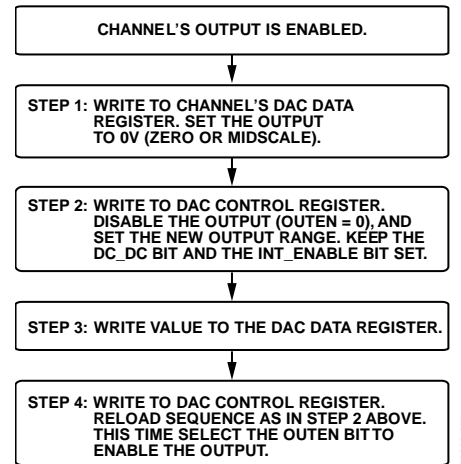 CHANNEL'S OUTPUT IS ENABLED.
STEP 1: WRITE TO CHANNEL'S DAC DATA
REGISTER. SET THE OUTPUT
TO 0V (ZERO OR MIDSCALE).
STEP 2: WRITE TO DAC CONTROL REGISTER.
DISABLE THE OUTPUT (OUTEN = 0), AND
SET THE NEW OUTPUT RANGE. KEEP THE
DC_DC BIT AND THE INT_ENABLE BIT SET.
STEP 3: WRITE VALUE TO THE DAC DATA REGISTER.
STEP 4: WRITE TO DAC CONTROL REGISTER.
RELOAD SEQUENCE AS IN STEP 2 ABOVE.
THIS TIME SELECT THE OUTEN BIT TO
ENABLE THE OUTPUT.